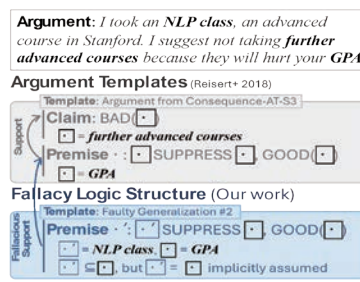 Argument: I took an NLP class, an advanced
course in Stanford. I suggest not taking further
advanced courses because they will hurt your GPA
Argument Templates (Reisert+ 2018)
Template: Argument from Consequence-AT-S3
Support
Claim: BAD(·)
· = further advanced courses
Premise · : · SUPPRESS ·, GOOD(·)
· = GPA
Fallacy Logic Structure (Our work)
Template: Faulty Generalization #2
Fallacious
Support
Premise · ′: · ′ SUPPRESS ·, GOOD(·)
· ′ = NLP class, · = GPA
· ′ ⊆ ·, but · ′ = · implicitly assumed